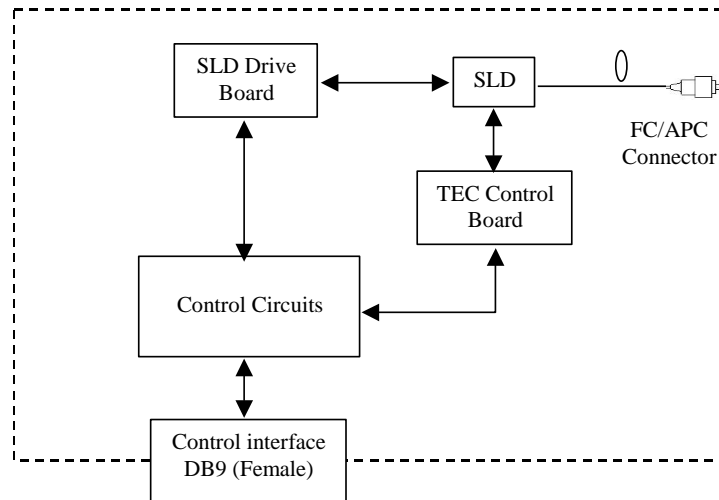 SLD Drive
Board
SLD
FC/APC
Connector
TEC Control
Board
Control Circuits
Control interface
DB9 (Female)